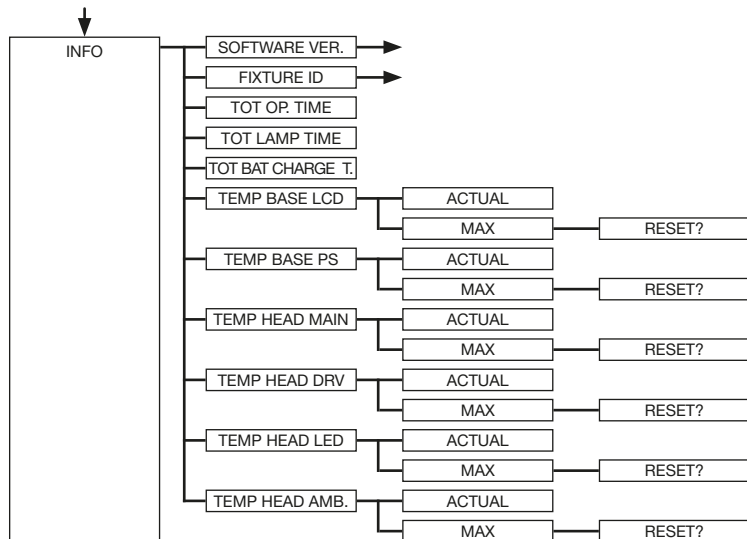 INFO
SOFTWARE VER.
FIXTURE ID
TOT OP. TIME
TOT LAMP TIME
TOT BAT CHARGE T.
TEMP BASE LCD
ACTUAL
MAX
RESET?
TEMP BASE PS
ACTUAL
MAX
RESET?
TEMP HEAD MAIN
ACTUAL
MAX
RESET?
TEMP HEAD DRV
ACTUAL
MAX
RESET?
TEMP HEAD LED
ACTUAL
MAX
RESET?
TEMP HEAD AMB.
ACTUAL
MAX
RESET?